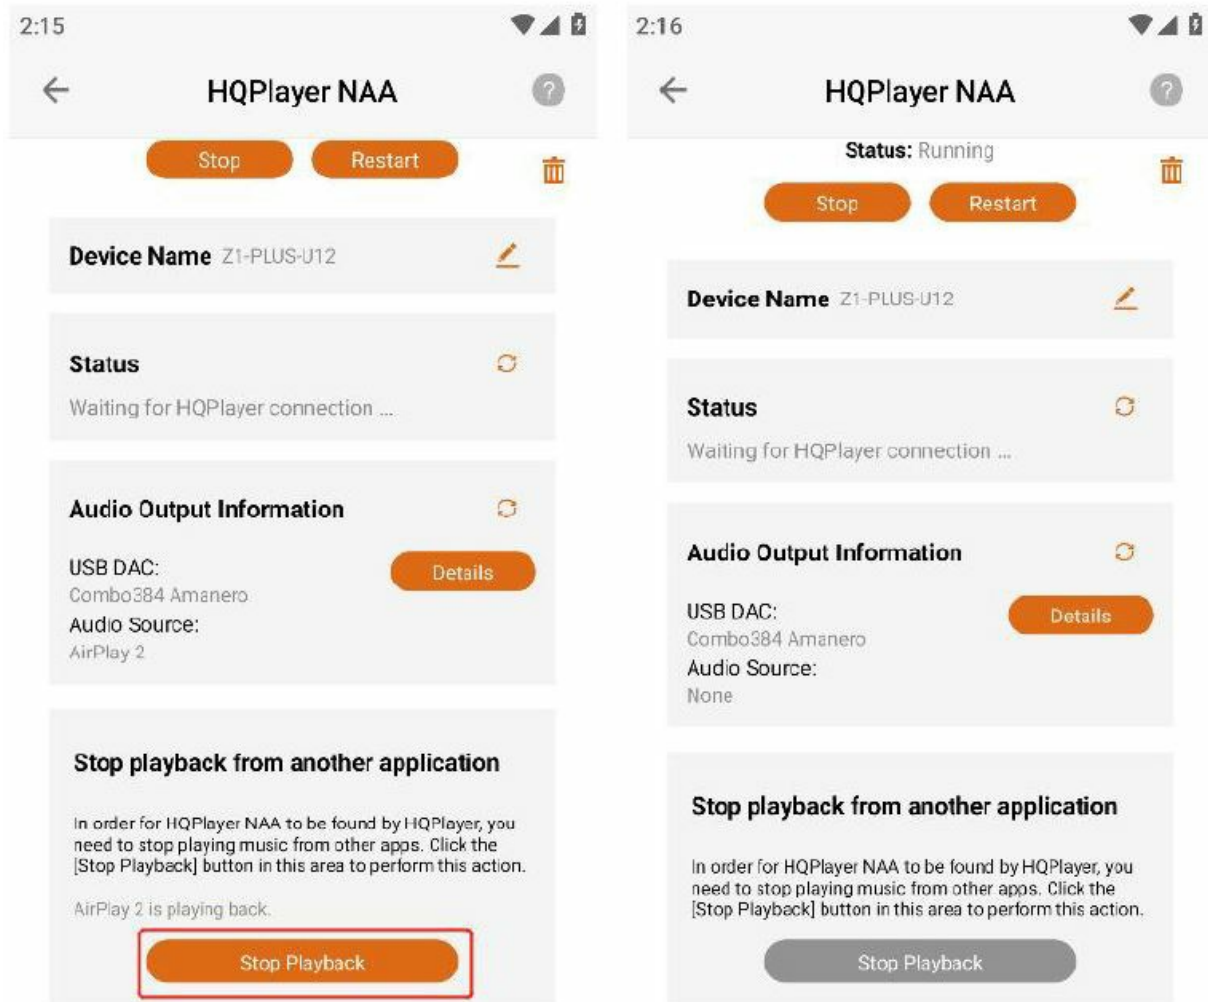 2:15
HQPlayer NAA
?
Stop
Restart
Device Name Z1-PLUS-U12
Status
Waiting for HQPlayer connection ...
Audio Output Information
USB DAC:
Details
Combo384 Amanero
Audio Source:
AirPlay 2
Stop playback from another application
In order for HQPlayer NAA to be found by HQPlayer, you
need to stop playing music from other apps. Click the
[Stop Playback] button in this area to perform this action.
AirPlay 2 is playing back.
Stop Playback
2:16
HQPlayer NAA
?
Status: Running
Stop
Restart
Device Name Z1-PLUS-U12
Status
Waiting for HQPlayer connection ...
Audio Output Information
USB DAC:
Details
Combo384 Amanero
Audio Source:
None
Stop playback from another application
In order for HQPlayer NAA to be found by HQPlayer, you
need to stop playing music from other apps. Click the
[Stop Playback] button in this area to perform this action.
Stop Playback